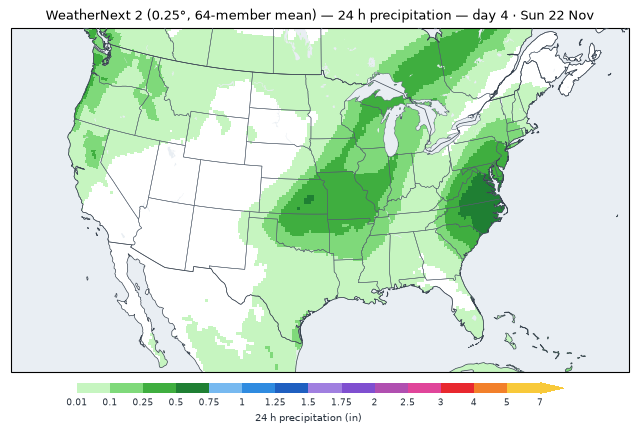 WeatherNext 2 (0.25°, 64-member mean) — 24 h precipitation — day 4 · Sun 22 Nov
0.01 0.1 0.25 0.5 0.75 1 1.25 1.5 1.75 2 2.5 3 4 5 7
24 h precipitation (in)